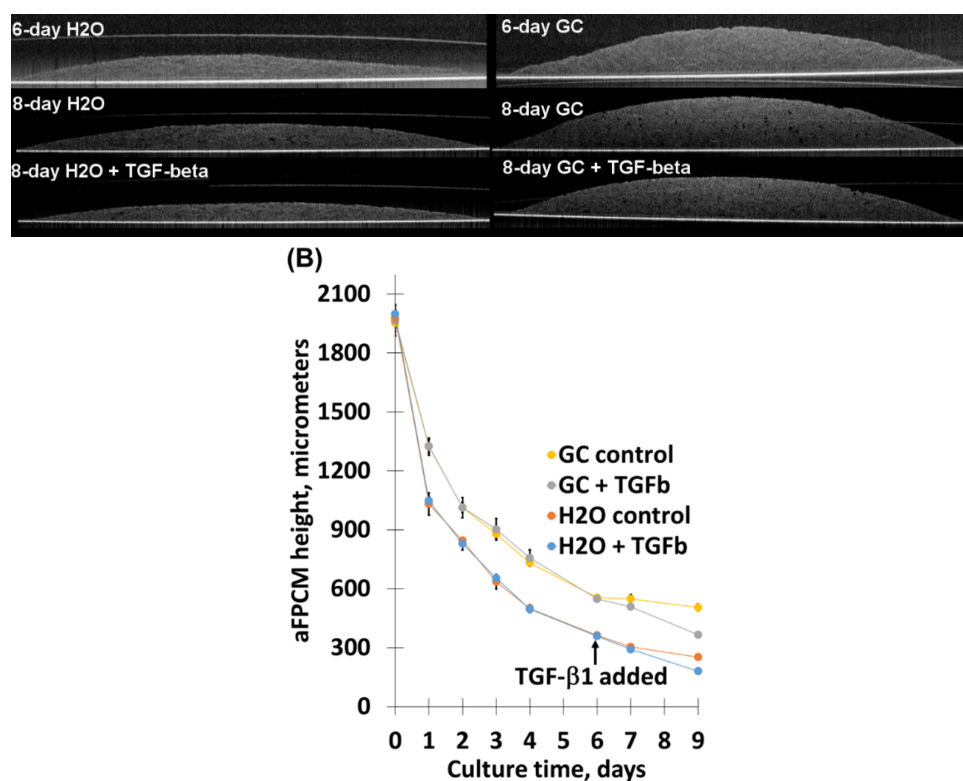 6-day H2O
6-day GC
8-day H2O
8-day GC
8-day H2O + TGF-beta
8-day GC + TGF-beta
(B)
aFPCM height, micrometers
2100
1800
1500
1200
900
600
300
0
GC control
GC + TGFb
H2O control
H2O + TGFb
TGF-β1 added
0 1 2 3 4 5 6 7 8 9
Culture time, days